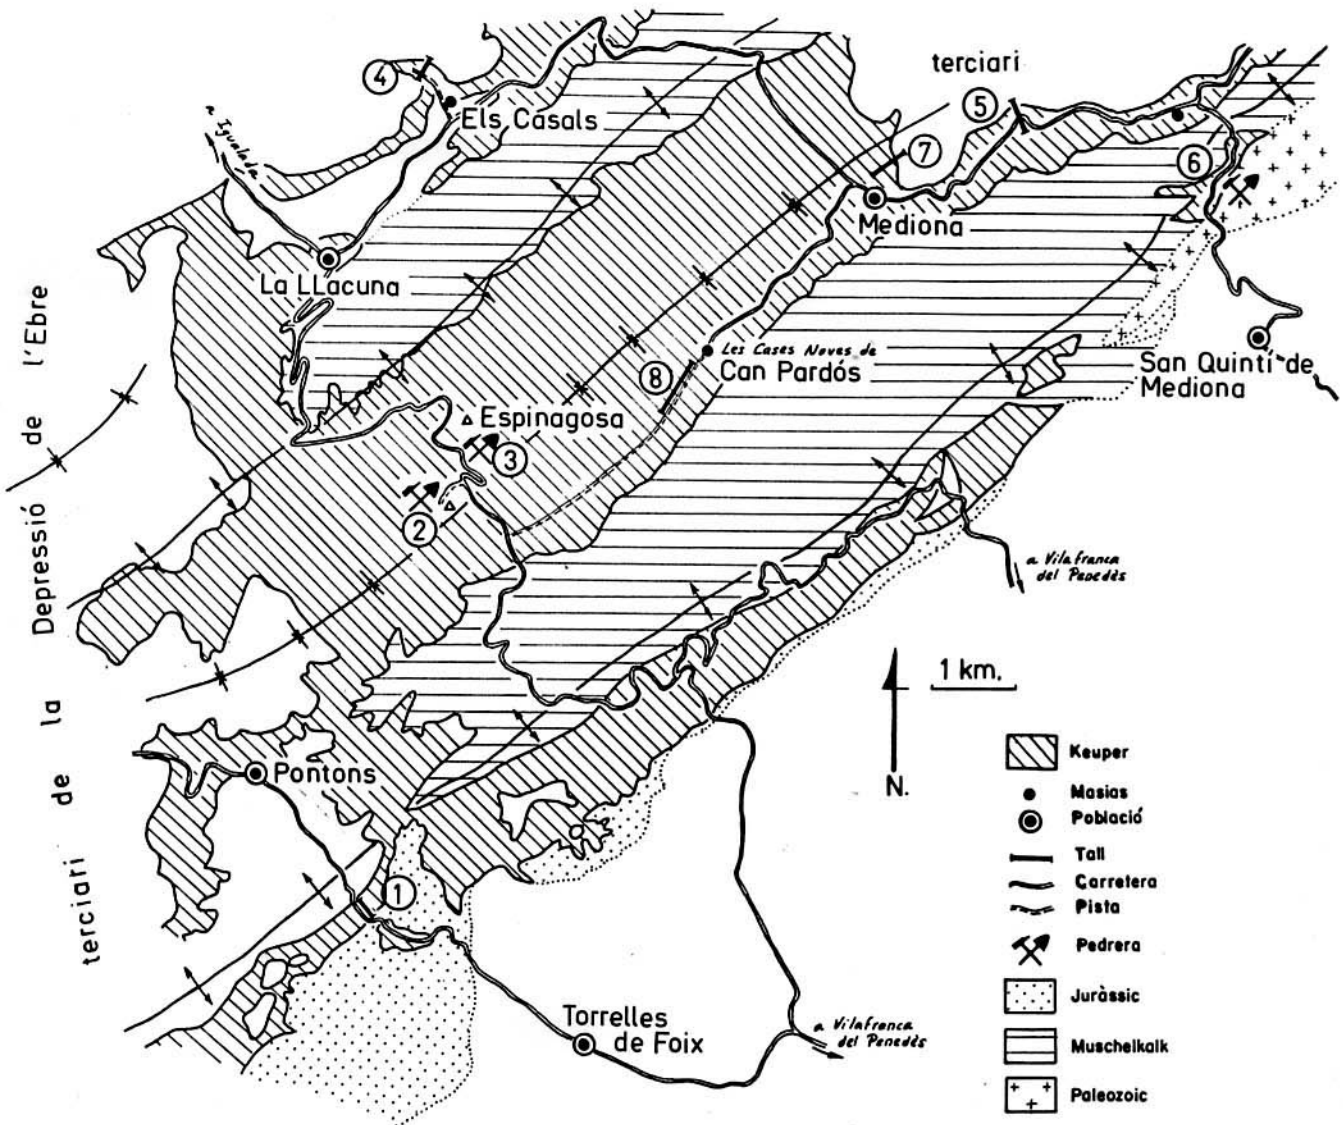 terciari
④
⑤
Els Casals
a Igualada
⑦
⑥
Mediona
La LLacuna
San Quintí de
Mediona
Les Cases Noves de
Can Pardós
⑧
Espinagosa
③
②
a Vilafranca
del Penedès
terciari de la Depressió de l'Ebre
1 km.
N.
Pontons
①
Torrelles
de Foix
a Vilafranca
del Penedès
Keuper
Masias
Població
Tall
Carretera
Pista
Pedrera
Juràssic
Muschelkalk
Paleozoic